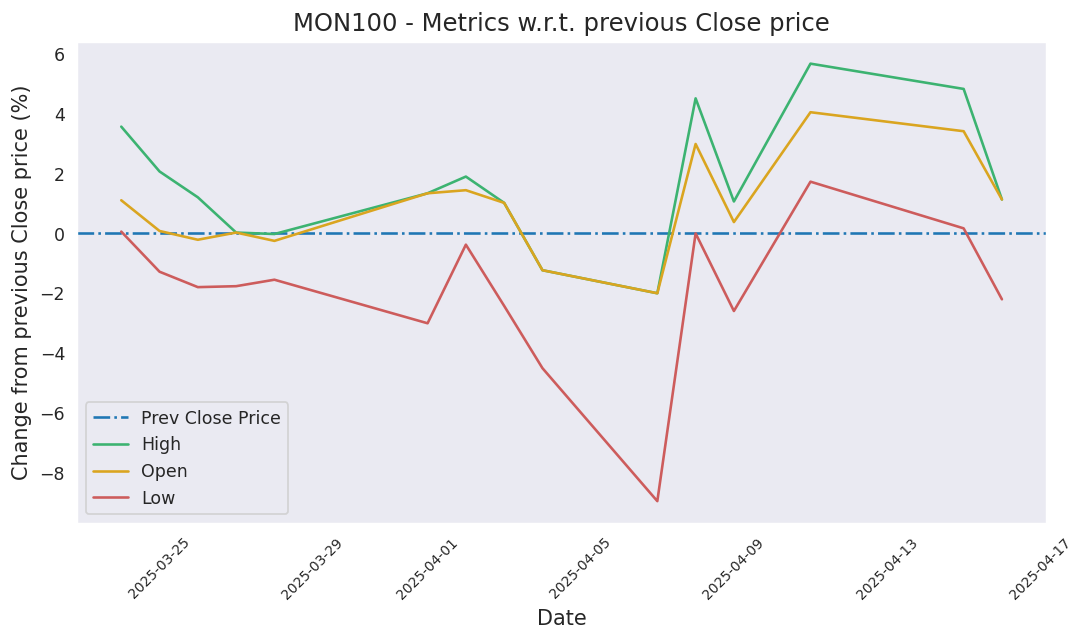 MON100 - Metrics w.r.t. previous Close price
Change from previous Close price (%)
6
4
2
0
−2
−4
−6
−8
Prev Close Price
High
Open
Low
2025-03-25
2025-03-29
2025-04-01
2025-04-05
2025-04-09
2025-04-13
2025-04-17
Date